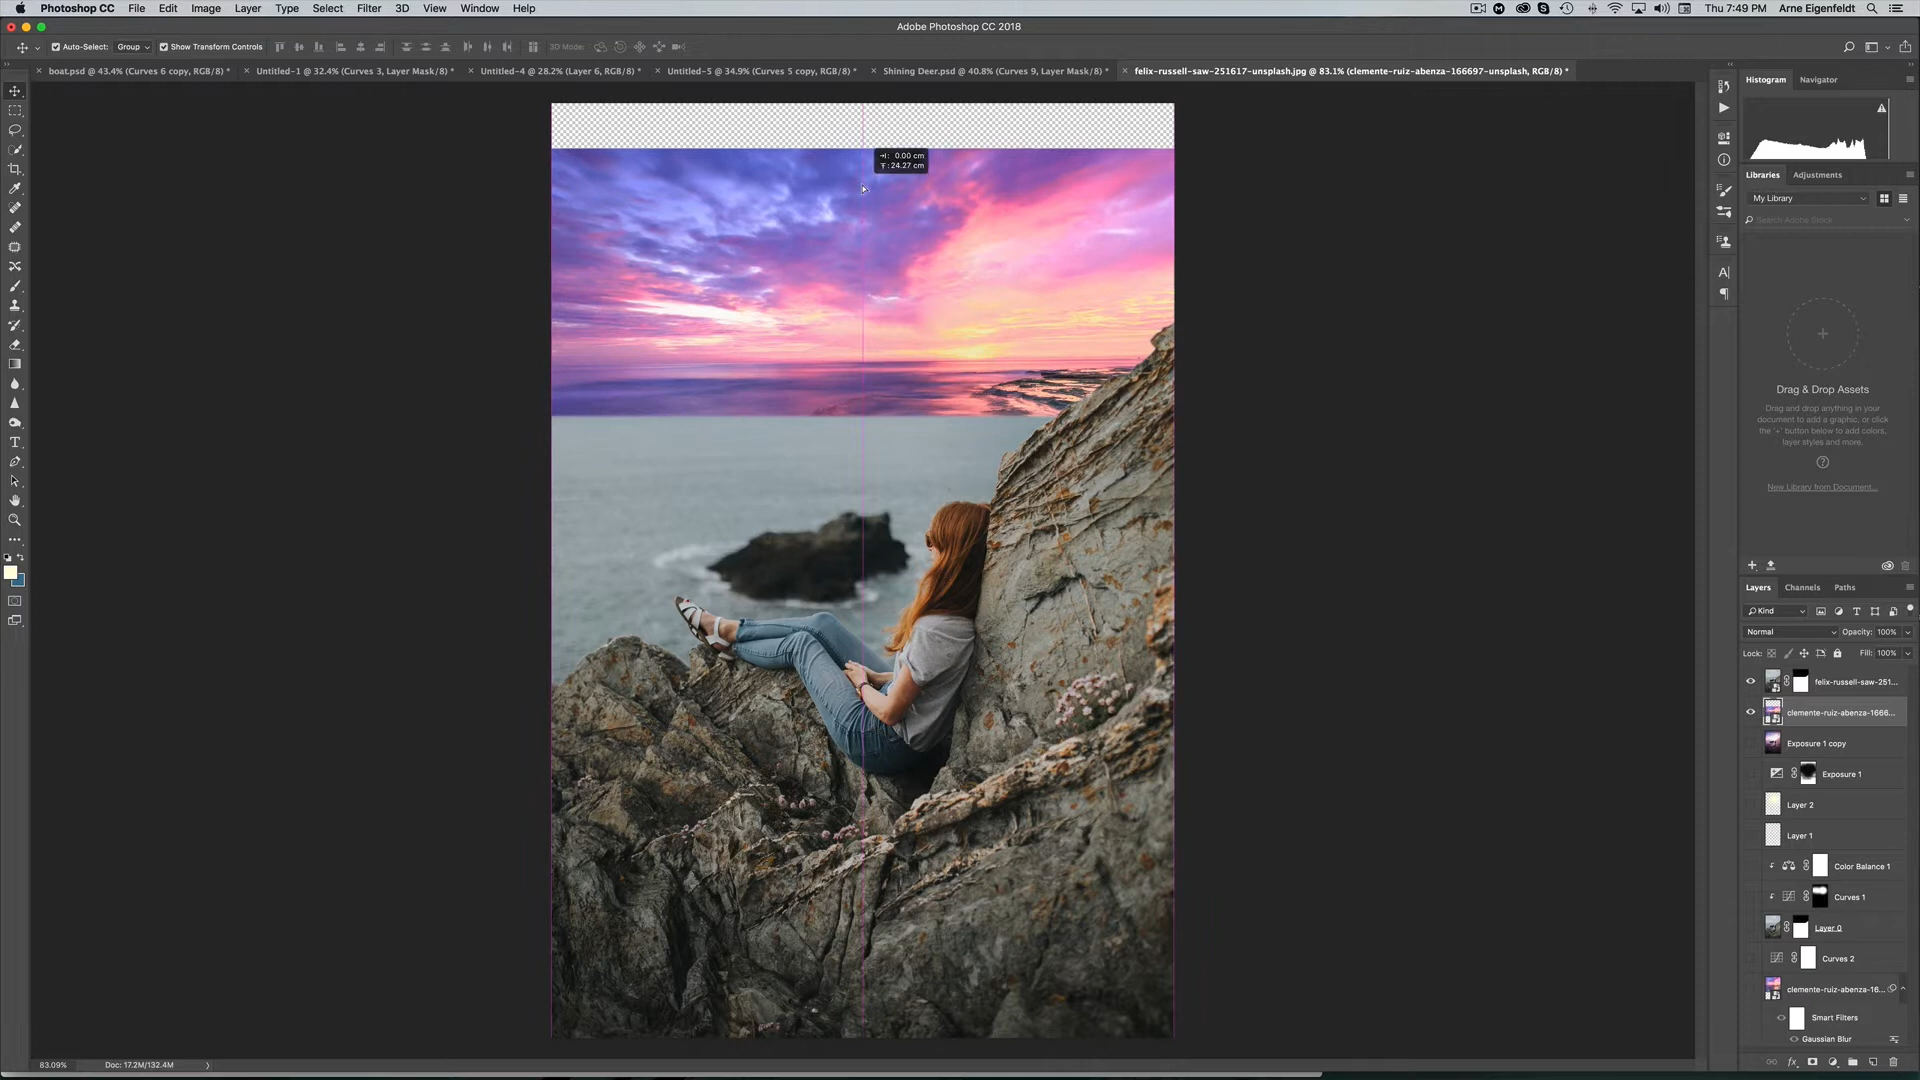 Photoshop CC File Edit Image Layer Type Select Filter 3D View Window Help
Thu 7:49 PM Arne Eigenfeldt
Adobe Photoshop CC 2018
Auto-Select: Group Show Transform Controls 3D Mode:
boat.psd @ 43.4% (Curves 6 copy, RGB/8) * Untitled-1 @ 32.4% (Curves 3, Layer Mask/8) * Untitled-4 @ 28.2% (Layer 6, RGB/8) * Untitled-5 @ 34.9% (Curves 5 copy, RGB/8) * Shining Deer.psd @ 40.8% (Curves 9, Layer Mask/8) * felix-russell-saw-251617-unsplash.jpg @ 83.1% (clemente-ruiz-abenza-166697-unsplash, RGB/8) *
Histogram Navigator
Libraries Adjustments
My Library
Search Adobe Stock
0.00 cm
24.27 cm
Drag & Drop Assets
Drag and drop anything in your
document to add a graphic, or click
the '+' button below to add colors,
layer styles and more.
New Library from Document...
Layers Channels Paths
Kind
Normal Opacity: 100%
Lock: Fill: 100%
felix-russell-saw-251...
clemente-ruiz-abenza-1666...
Exposure 1 copy
Exposure 1
Layer 2
Layer 1
Color Balance 1
Curves 1
Layer 0
Curves 2
clemente-ruiz-abenza-16...
Smart Filters
Gaussian Blur
83.09% Doc: 17.2M/132.4M